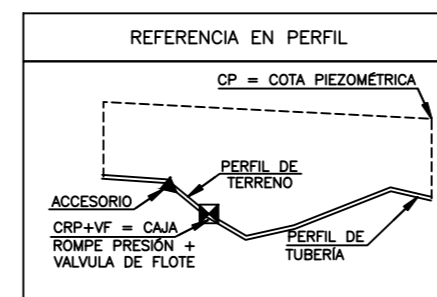 REFERENCIA EN PERFIL
CP = COTA PIEZOMÉTRICA
PERFIL DE
TERRENO
ACCESORIO
CRP+VF = CAJA
ROMPE PRESIÓN +
VALVULA DE FLOTE
PERFIL DE
TUBERÍA